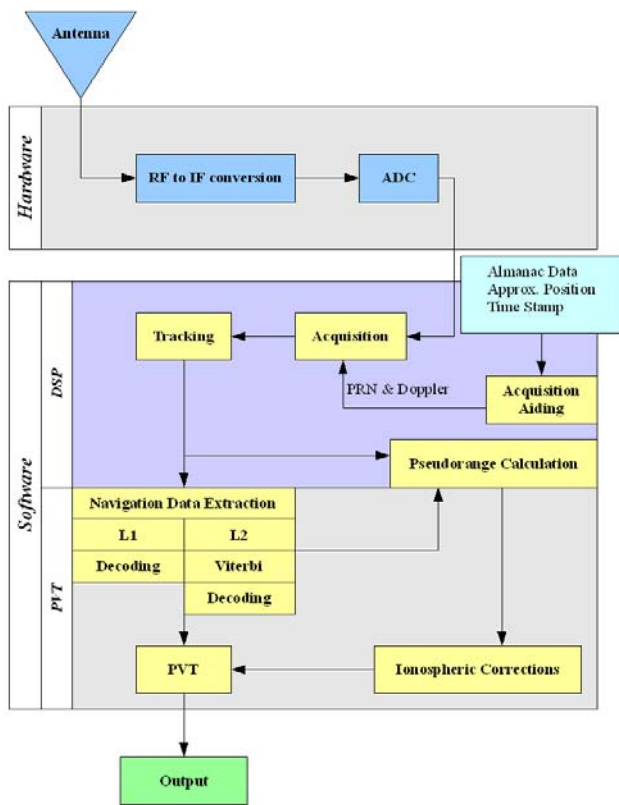 Antenna
Hardware
RF to IF conversion
ADC
Almanac Data
Approx. Position
Time Stamp
Software
DSP
Tracking
Acquisition
PRN & Doppler
Acquisition
Aiding
Pseudorange Calculation
PVT
Navigation Data Extraction
L1
L2
Decoding
Viterbi
Decoding
PVT
Ionospheric Corrections
Output